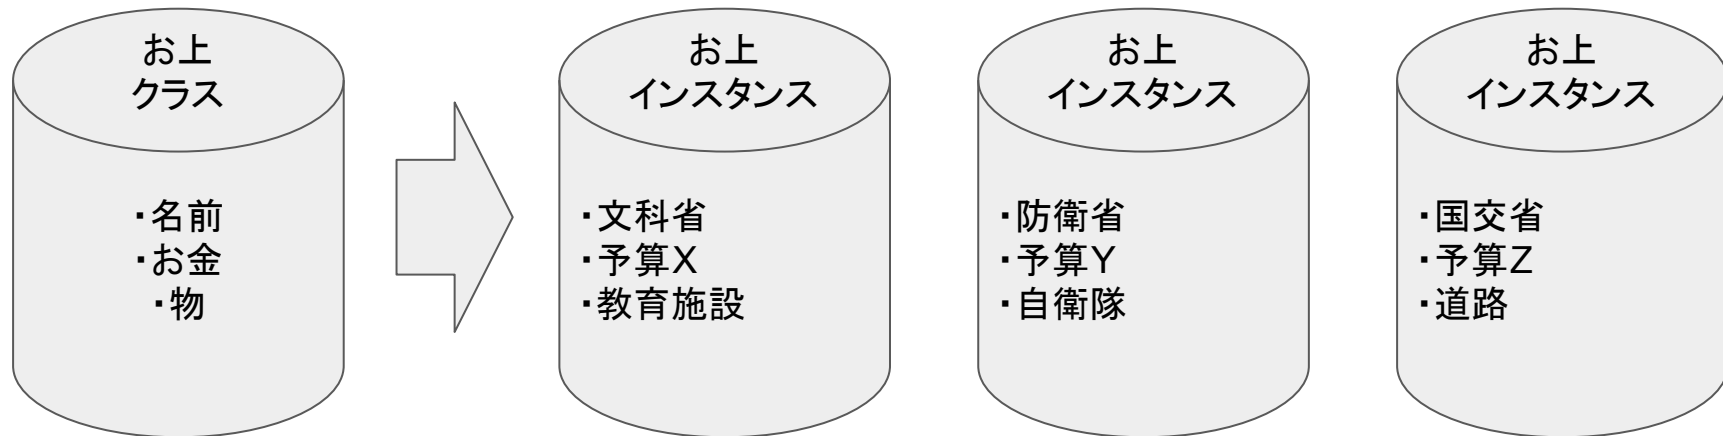 お上
クラス
・名前
・お金
・物
お上
インスタンス
・文科省
・予算X
・教育施設
お上
インスタンス
・防衛省
・予算Y
・自衛隊
お上
インスタンス
・国交省
・予算Z
・道路